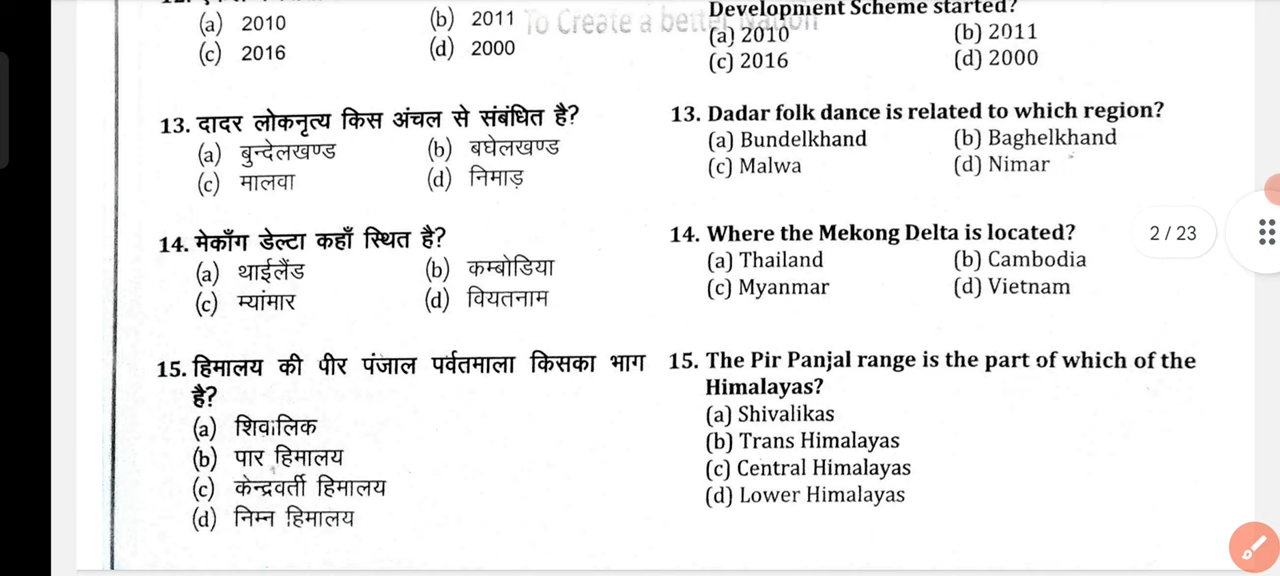 (a) 2010 (b) 2011
(c) 2016 (d) 2000
13. दादर लोकनृत्य किस अंचल से संबंधित है?
(a) बुन्देलखण्ड (b) बघेलखण्ड
(c) मालवा (d) निमाड़
14. मेकाँग डेल्टा कहाँ स्थित है?
(a) थाईलैंड (b) कम्बोडिया
(c) म्यांमार (d) वियतनाम
15. हिमालय की पीर पंजाल पर्वतमाला किसका भाग
है?
(a) शिवालिक
(b) पार हिमालय
(c) केन्द्रवर्ती हिमालय
(d) निम्न हिमालय
To Create a better Nation
Development Scheme started?
(a) 2010 (b) 2011
(c) 2016 (d) 2000
13. Dadar folk dance is related to which region?
(a) Bundelkhand (b) Baghelkhand
(c) Malwa (d) Nimar
14. Where the Mekong Delta is located?
(a) Thailand (b) Cambodia
(c) Myanmar (d) Vietnam
15. The Pir Panjal range is the part of which of the
Himalayas?
(a) Shivalikas
(b) Trans Himalayas
(c) Central Himalayas
(d) Lower Himalayas
2 / 23